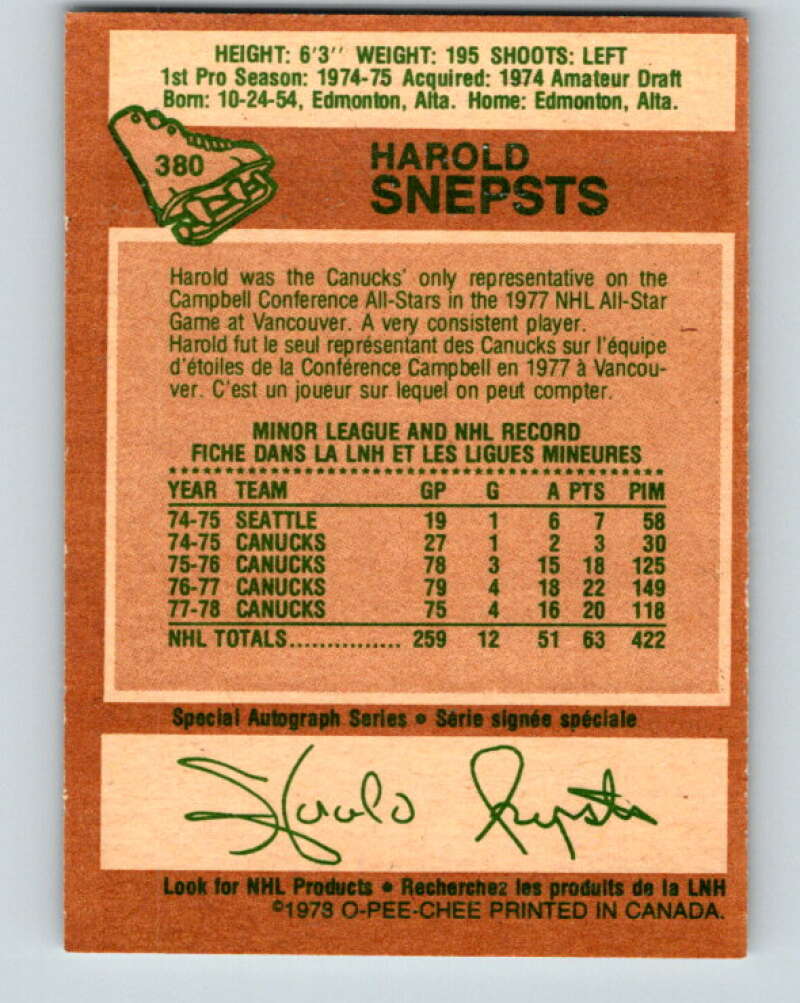 HEIGHT: 6'3'' WEIGHT: 195 SHOOTS: LEFT
1st Pro Season: 1974-75 Acquired: 1974 Amateur Draft
Born: 10-24-54, Edmonton, Alta. Home: Edmonton, Alta.
380
HAROLD
SNEPSTS
Harold was the Canucks' only representative on the
Campbell Conference All-Stars in the 1977 NHL All-Star
Game at Vancouver. A very consistent player.
Harold fut le seul représentant des Canucks sur l'équipe
d'étoiles de la Conférence Campbell en 1977 à Vancou-
ver. C'est un joueur sur lequel on peut compter.
MINOR LEAGUE AND NHL RECORD
FICHE DANS LA LNH ET LES LIGUES MINEURES
YEAR TEAM GP G A PTS PIM
74-75 SEATTLE 19 1 6 7 58
74-75 CANUCKS 27 1 2 3 30
75-76 CANUCKS 78 3 15 18 125
76-77 CANUCKS 79 4 18 22 149
77-78 CANUCKS 75 4 16 20 118
NHL TOTALS............... 259 12 51 63 422
Special Autograph Series • Série signée spéciale
Harold Snepsts
Look for NHL Products • Recherchez les produits de la LNH
©1978 O-PEE-CHEE PRINTED IN CANADA.